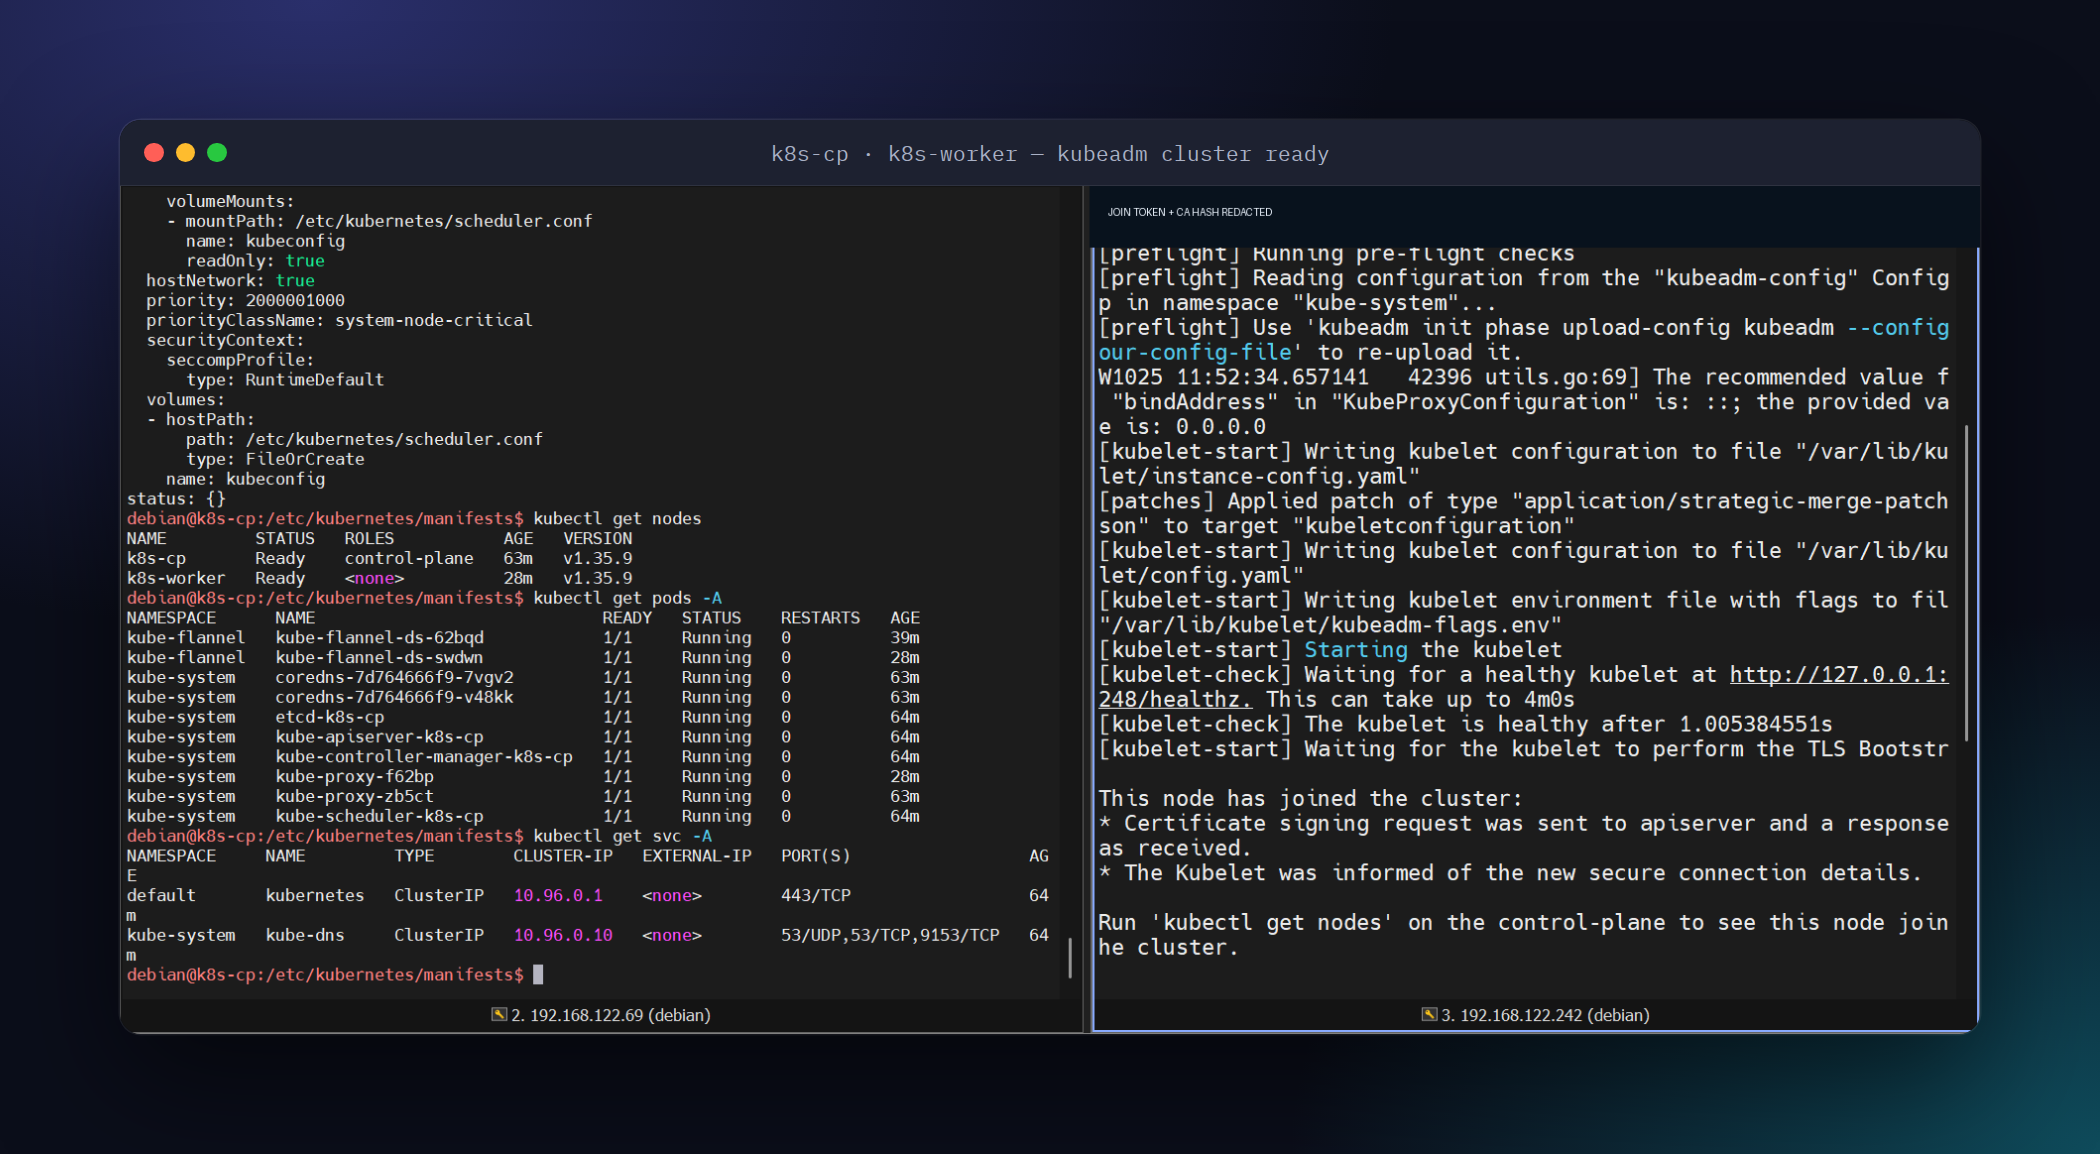 k8s-cp · k8s-worker — kubeadm cluster ready
    volumeMounts:
    - mountPath: /etc/kubernetes/scheduler.conf
      name: kubeconfig
      readOnly: true
  hostNetwork: true
  priority: 2000001000
  priorityClassName: system-node-critical
  securityContext:
    seccompProfile:
      type: RuntimeDefault
  volumes:
  - hostPath:
      path: /etc/kubernetes/scheduler.conf
      type: FileOrCreate
    name: kubeconfig
status: {}
debian@k8s-cp:/etc/kubernetes/manifests$ kubectl get nodes
NAME         STATUS   ROLES           AGE   VERSION
k8s-cp       Ready    control-plane   63m   v1.35.9
k8s-worker   Ready    <none>          28m   v1.35.9
debian@k8s-cp:/etc/kubernetes/manifests$ kubectl get pods -A
NAMESPACE      NAME                             READY   STATUS    RESTARTS   AGE
kube-flannel   kube-flannel-ds-62bqd            1/1     Running   0          39m
kube-flannel   kube-flannel-ds-swdwn            1/1     Running   0          28m
kube-system    coredns-7d764666f9-7vgv2         1/1     Running   0          63m
kube-system    coredns-7d764666f9-v48kk         1/1     Running   0          63m
kube-system    etcd-k8s-cp                      1/1     Running   0          64m
kube-system    kube-apiserver-k8s-cp            1/1     Running   0          64m
kube-system    kube-controller-manager-k8s-cp   1/1     Running   0          64m
kube-system    kube-proxy-f62bp                 1/1     Running   0          28m
kube-system    kube-proxy-zb5ct                 1/1     Running   0          63m
kube-system    kube-scheduler-k8s-cp            1/1     Running   0          64m
debian@k8s-cp:/etc/kubernetes/manifests$ kubectl get svc -A
NAMESPACE     NAME         TYPE        CLUSTER-IP   EXTERNAL-IP   PORT(S)                  AG
E
default       kubernetes   ClusterIP   10.96.0.1    <none>        443/TCP                  64
m
kube-system   kube-dns     ClusterIP   10.96.0.10   <none>        53/UDP,53/TCP,9153/TCP   64
m
debian@k8s-cp:/etc/kubernetes/manifests$
2. 192.168.122.69 (debian)
JOIN TOKEN + CA HASH REDACTED
[preflight] Running pre-flight checks
[preflight] Reading configuration from the "kubeadm-config" Config
p in namespace "kube-system"...
[preflight] Use 'kubeadm init phase upload-config kubeadm --config
our-config-file' to re-upload it.
W1025 11:52:34.657141   42396 utils.go:69] The recommended value f
 "bindAddress" in "KubeProxyConfiguration" is: ::; the provided va
e is: 0.0.0.0
[kubelet-start] Writing kubelet configuration to file "/var/lib/ku
let/instance-config.yaml"
[patches] Applied patch of type "application/strategic-merge-patch
son" to target "kubeletconfiguration"
[kubelet-start] Writing kubelet configuration to file "/var/lib/ku
let/config.yaml"
[kubelet-start] Writing kubelet environment file with flags to fil
"/var/lib/kubelet/kubeadm-flags.env"
[kubelet-start] Starting the kubelet
[kubelet-check] Waiting for a healthy kubelet at http://127.0.0.1:
248/healthz. This can take up to 4m0s
[kubelet-check] The kubelet is healthy after 1.005384551s
[kubelet-start] Waiting for the kubelet to perform the TLS Bootstr
This node has joined the cluster:
* Certificate signing request was sent to apiserver and a response
as received.
* The Kubelet was informed of the new secure connection details.
Run 'kubectl get nodes' on the control-plane to see this node join
he cluster.
3. 192.168.122.242 (debian)